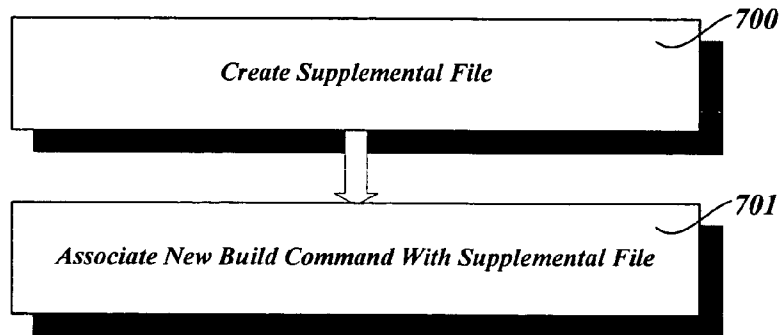 700
Create Supplemental File
701
Associate New Build Command With Supplemental File